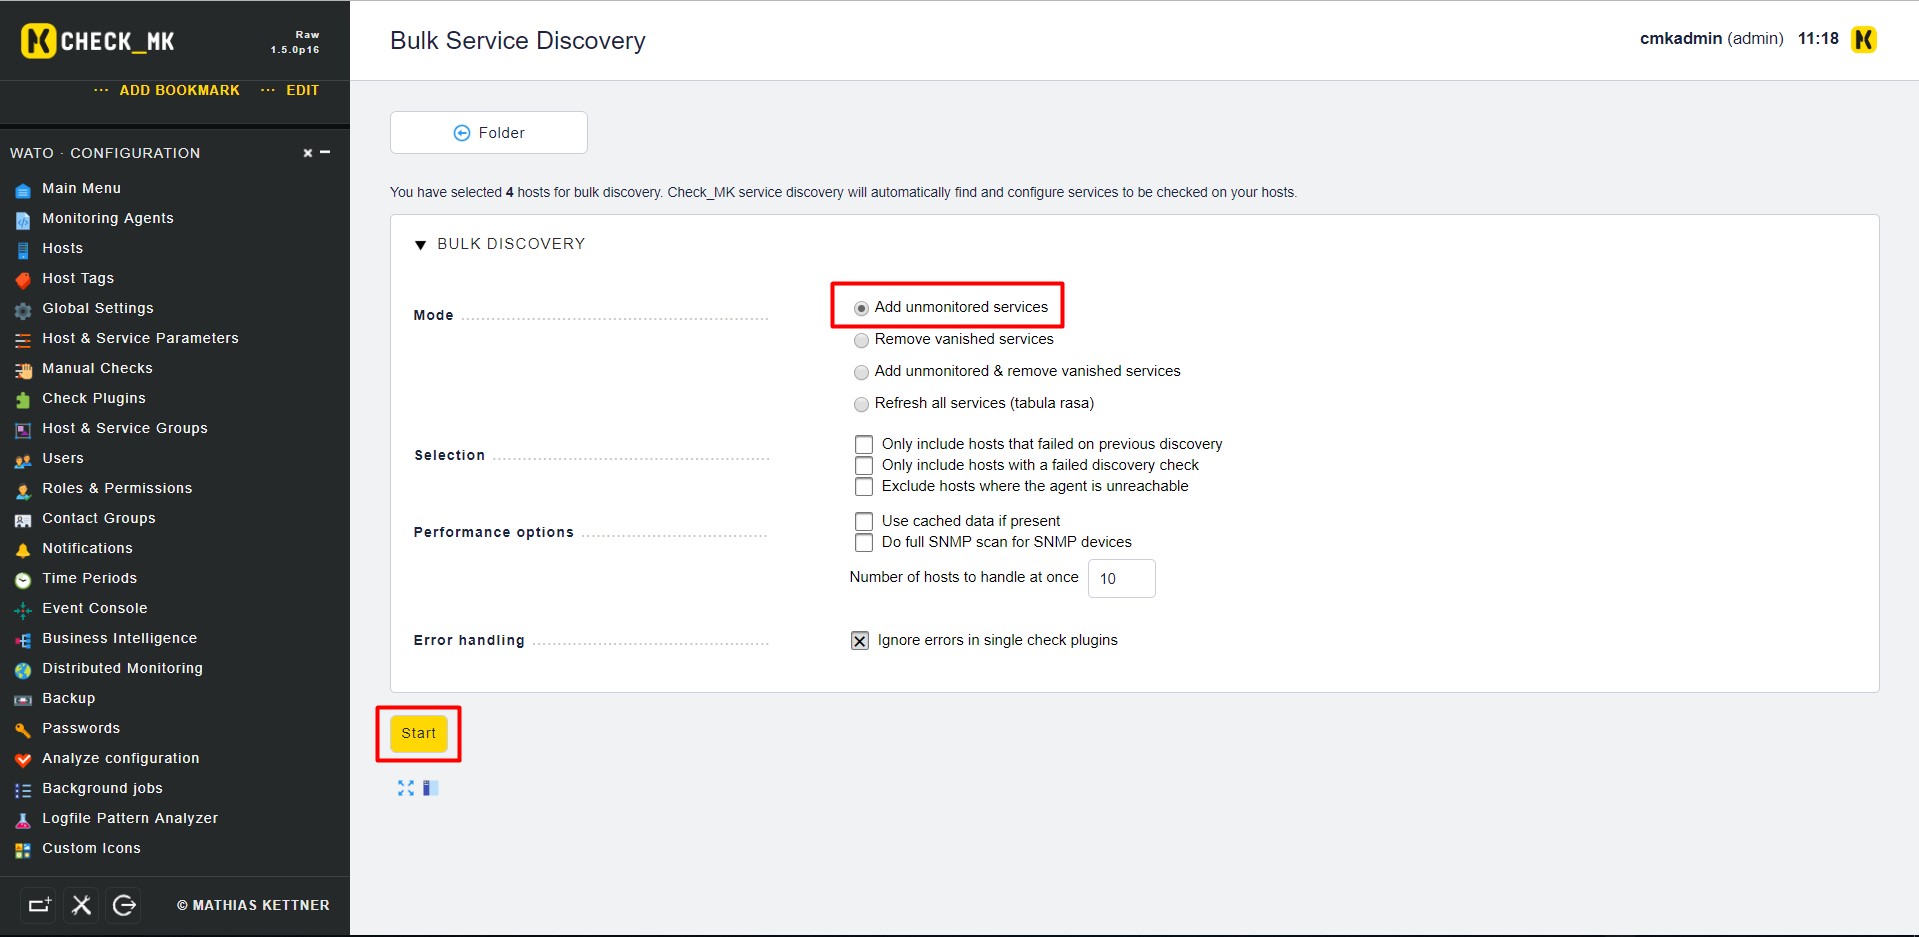 CHECK_MK
Raw
1.5.0p16
ADD BOOKMARK
EDIT
WATO · CONFIGURATION
Main Menu
Monitoring Agents
Hosts
Host Tags
Global Settings
Host & Service Parameters
Manual Checks
Check Plugins
Host & Service Groups
Users
Roles & Permissions
Contact Groups
Notifications
Time Periods
Event Console
Business Intelligence
Distributed Monitoring
Backup
Passwords
Analyze configuration
Background jobs
Logfile Pattern Analyzer
Custom Icons
© MATHIAS KETTNER
Bulk Service Discovery
cmkadmin (admin) 11:18
Folder
You have selected 4 hosts for bulk discovery. Check_MK service discovery will automatically find and configure services to be checked on your hosts.
BULK DISCOVERY
Mode
Add unmonitored services
Remove vanished services
Add unmonitored & remove vanished services
Refresh all services (tabula rasa)
Selection
Only include hosts that failed on previous discovery
Only include hosts with a failed discovery check
Exclude hosts where the agent is unreachable
Performance options
Use cached data if present
Do full SNMP scan for SNMP devices
Number of hosts to handle at once 10
Error handling
Ignore errors in single check plugins
Start